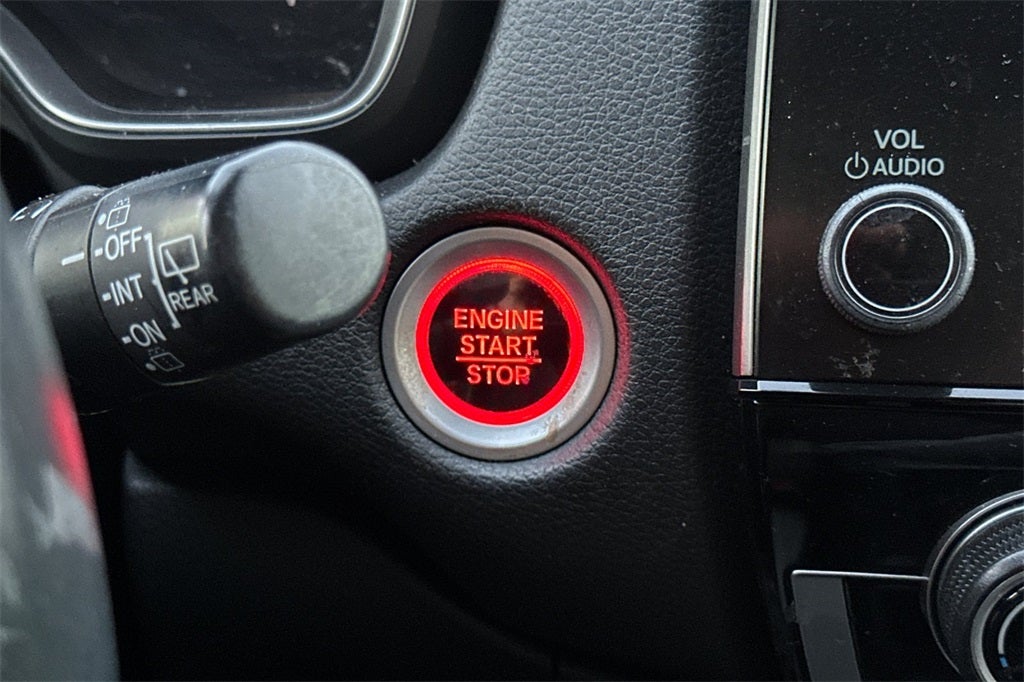 OFF
INT
REAR
ON
ENGINE
START
STOP
VOL
AUDIO